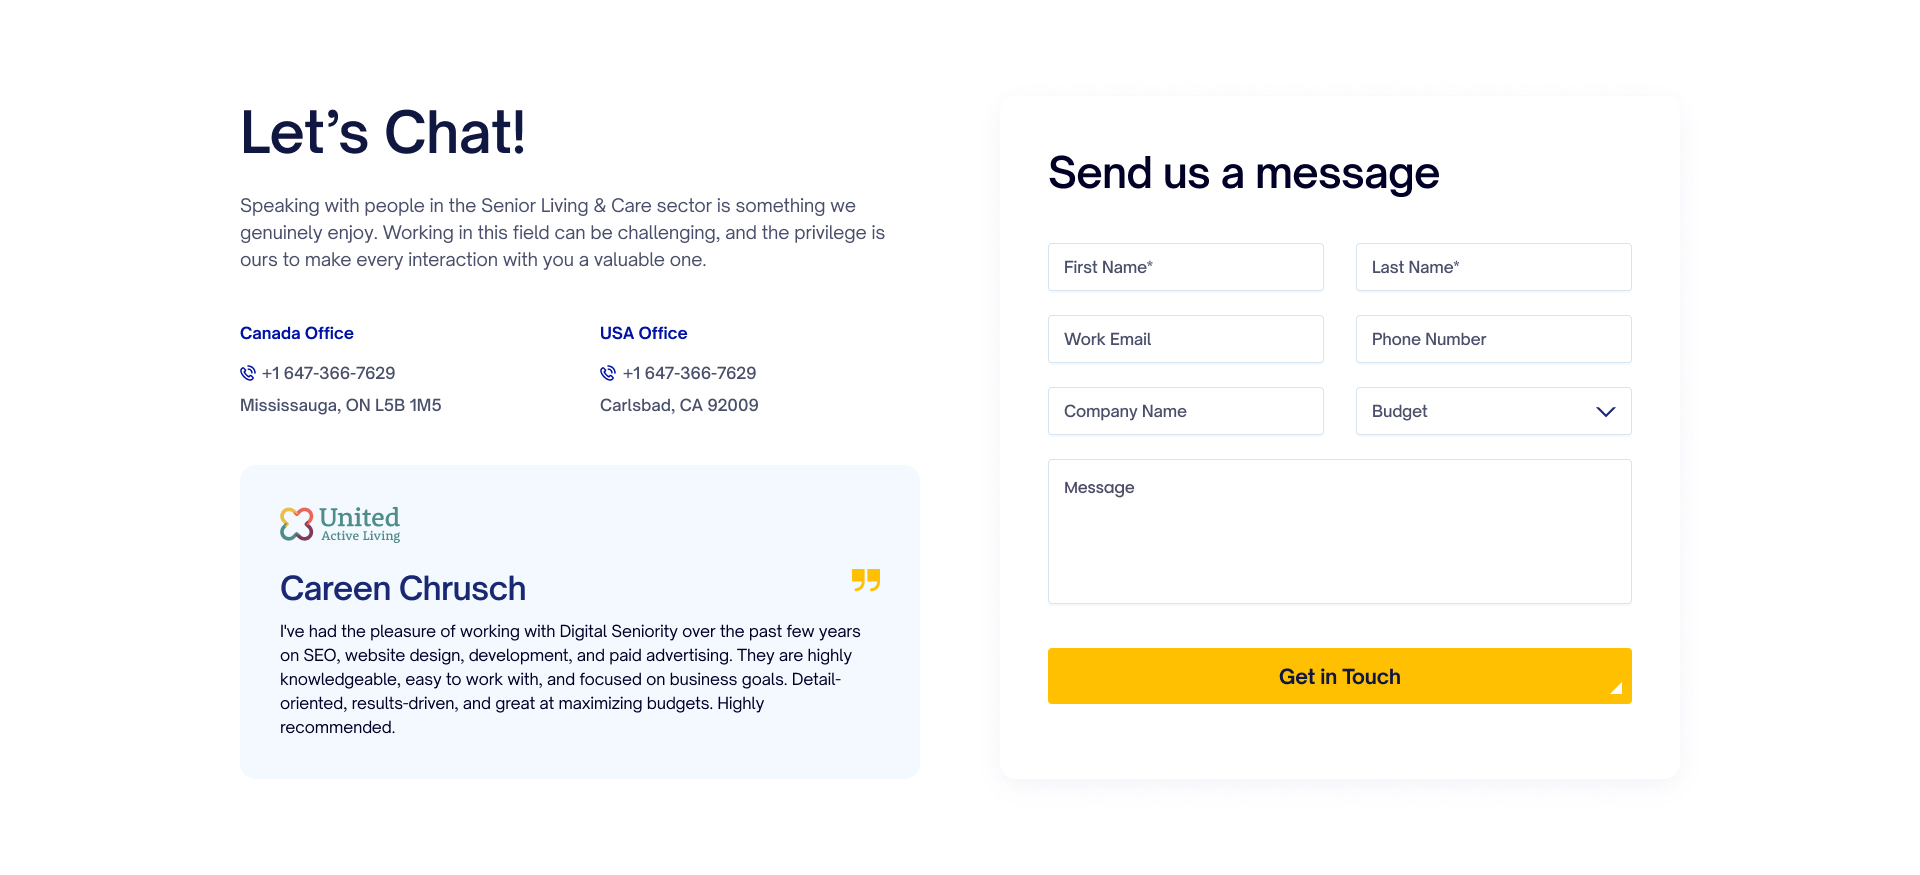 Let’s Chat!
Speaking with people in the Senior Living & Care sector is something we
genuinely enjoy. Working in this field can be challenging, and the privilege is
ours to make every interaction with you a valuable one.
Canada Office
+1 647-366-7629
Mississauga, ON L5B 1M5
USA Office
+1 647-366-7629
Carlsbad, CA 92009
United
Active Living
Careen Chrusch
I've had the pleasure of working with Digital Seniority over the past few years
on SEO, website design, development, and paid advertising. They are highly
knowledgeable, easy to work with, and focused on business goals. Detail-
oriented, results-driven, and great at maximizing budgets. Highly
recommended.
Send us a message
First Name*
Last Name*
Work Email
Phone Number
Company Name
Budget
Message
Get in Touch